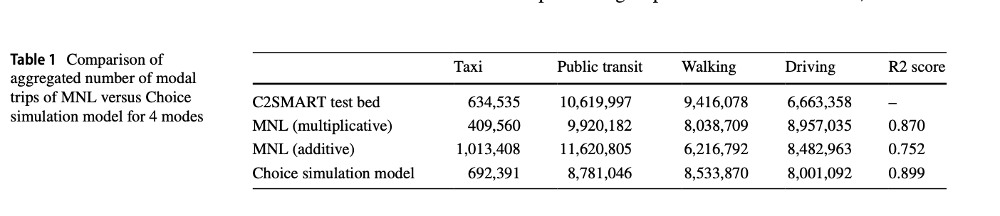 Table 1 Comparison of
aggregated number of modal
trips of MNL versus Choice
simulation model for 4 modes
Taxi Public transit Walking Driving R2 score
C2SMART test bed 634,535 10,619,997 9,416,078 6,663,358 –
MNL (multiplicative) 409,560 9,920,182 8,038,709 8,957,035 0.870
MNL (additive) 1,013,408 11,620,805 6,216,792 8,482,963 0.752
Choice simulation model 692,391 8,781,046 8,533,870 8,001,092 0.899